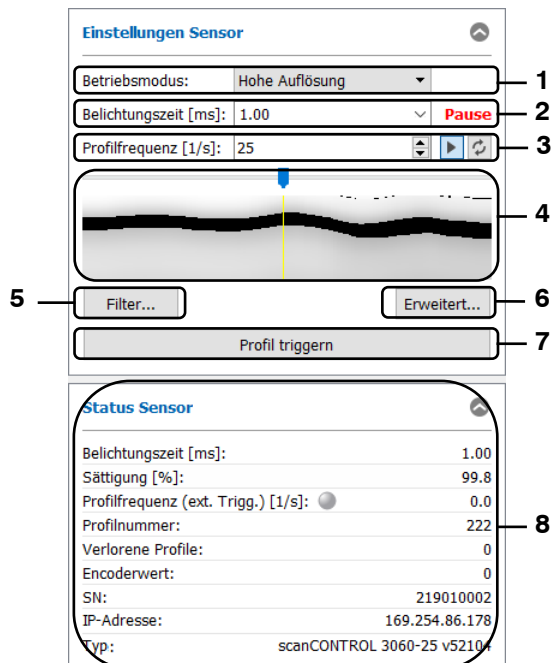 Einstellungen Sensor
Betriebsmodus: Hohe Auflösung 1
Belichtungszeit [ms]: 1.00 Pause 2
Profilfrequenz [1/s]: 25 3
4
5 Filter... Erweitert... 6
Profil triggern 7
Status Sensor
Belichtungszeit [ms]: 1.00
Sättigung [%]: 99.8
Profilfrequenz (ext. Trigg.) [1/s]: 0.0
Profilnummer: 222 8
Verlorene Profile: 0
Encoderwert: 0
SN: 219010002
IP-Adresse: 169.254.86.178
Typ: scanCONTROL 3060-25 v52104